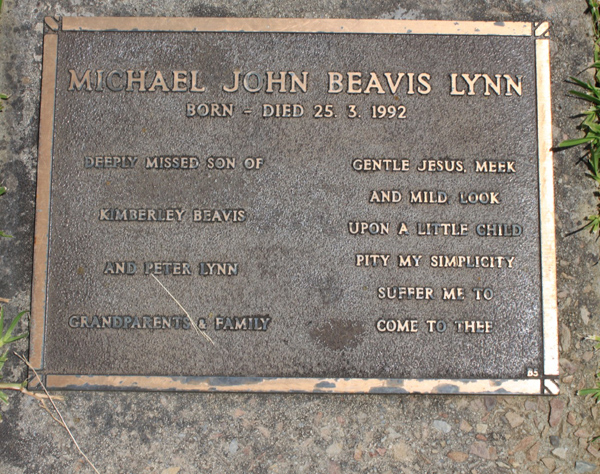 MICHAEL JOHN BEAVIS LYNN
BORN - DIED 25. 3. 1992
DEEPLY MISSED SON OF
KIMBERLEY BEAVIS
AND PETER LYNN
GRANDPARENTS & FAMILY
GENTLE JESUS, MEEK
AND MILD LOOK
UPON A LITTLE CHILD
PITY MY SIMPLICITY
SUFFER ME TO
COME TO THEE